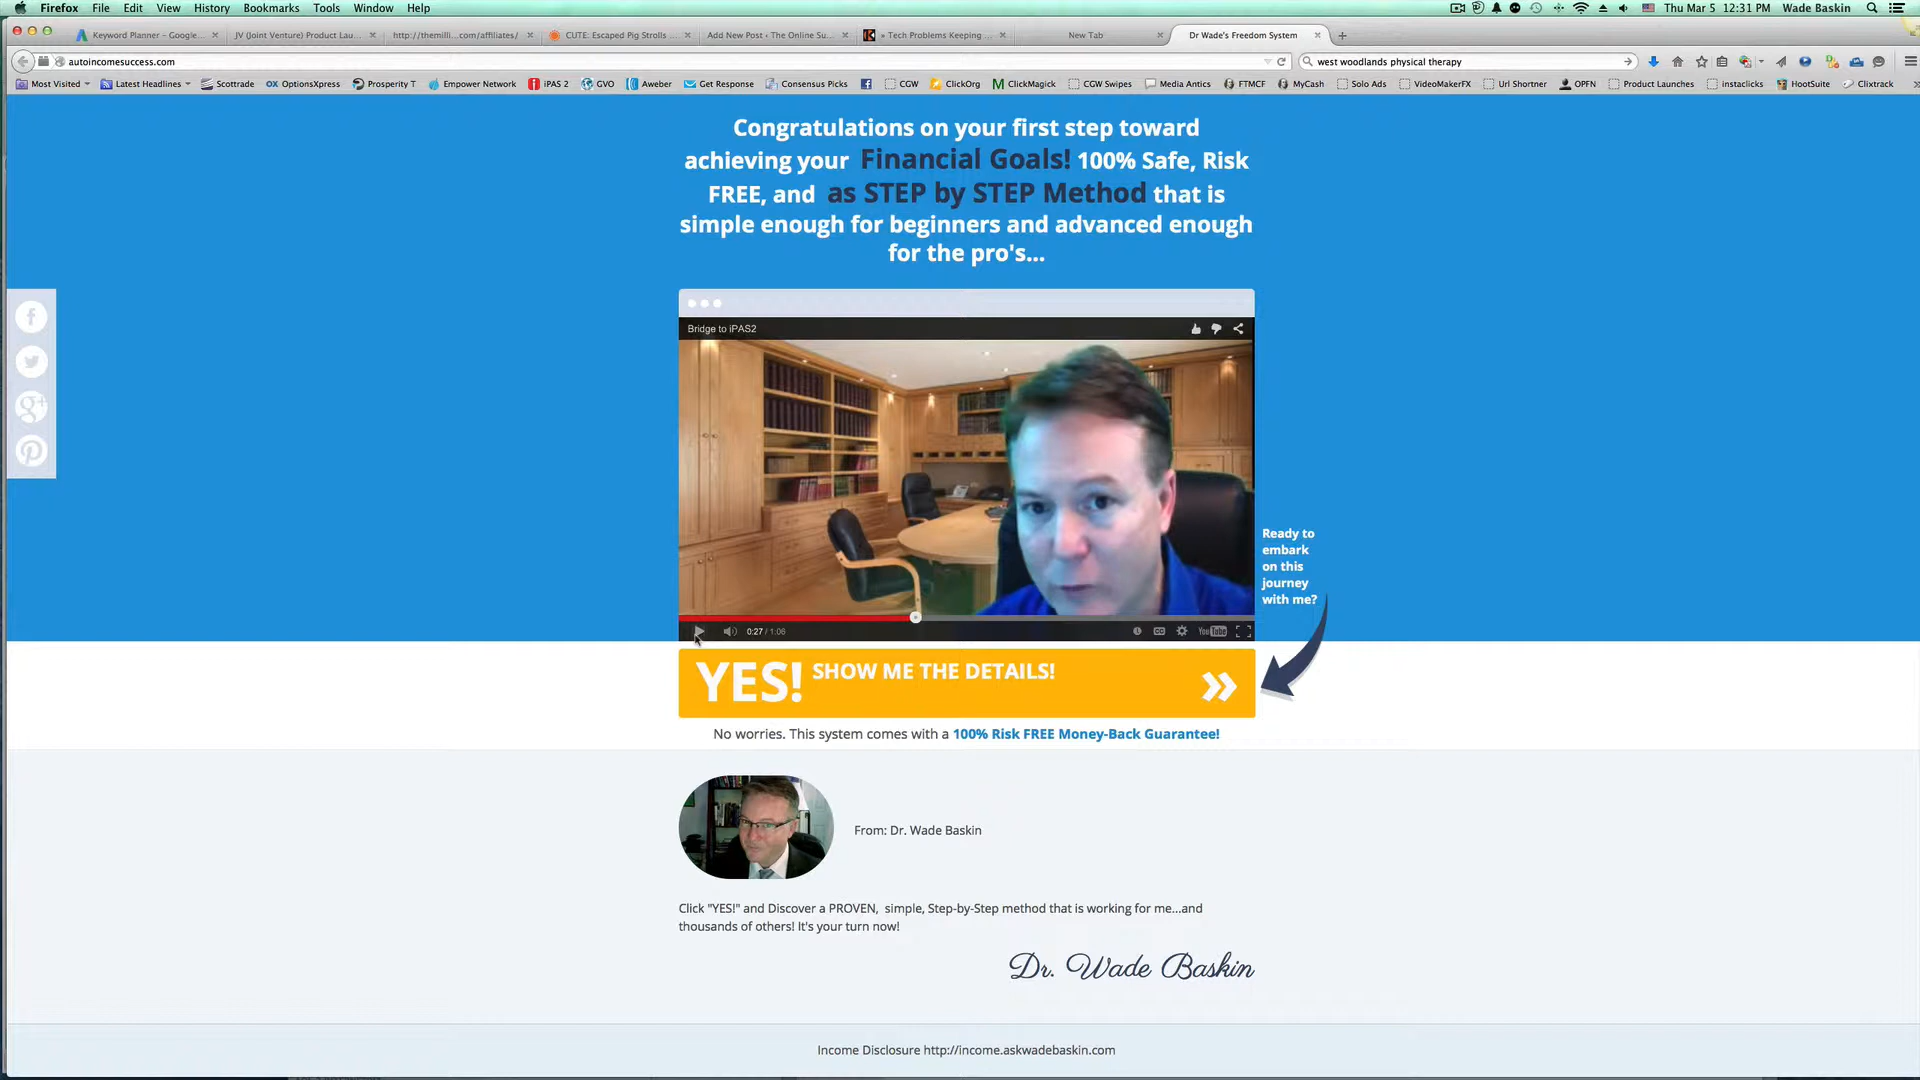 Firefox File Edit View History Bookmarks Tools Window Help Thu Mar 5 12:31 PM Wade Baskin
Keyword Planner – Google... JV (Joint Venture) Product Lau... http://themilli...com/affiliates/ CUTE: Escaped Pig Strolls ... Add New Post ‹ The Online Su... » Tech Problems Keeping ... New Tab Dr Wade's Freedom System
autoincomesuccess.com west woodlands physical therapy
Most Visited Latest Headlines Scottrade OptionsXpress Prosperity T Empower Network iPAS 2 GVO Aweber Get Response Consensus Picks CGW ClickOrg ClickMagick CGW Swipes Media Antics FTMCF MyCash Solo Ads VideoMakerFX Url Shortner OPFN Product Launches instaclicks HootSuite Clixtrack
Congratulations on your first step toward
achieving your Financial Goals! 100% Safe, Risk
FREE, and as STEP by STEP Method that is
simple enough for beginners and advanced enough
for the pro's...
Bridge to iPAS2
Ready to
embark
on this
journey
with me?
0:27 / 1:06 CC YouTube
YES! SHOW ME THE DETAILS! »
No worries. This system comes with a 100% Risk FREE Money-Back Guarantee!
From: Dr. Wade Baskin
Click "YES!" and Discover a PROVEN, simple, Step-by-Step method that is working for me...and
thousands of others! It's your turn now!
Dr. Wade Baskin
Income Disclosure http://income.askwadebaskin.com